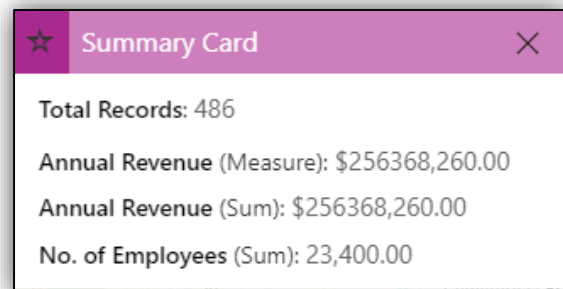 Summary Card
Total Records: 486
Annual Revenue (Measure): $256368,260.00
Annual Revenue (Sum): $256368,260.00
No. of Employees (Sum): 23,400.00